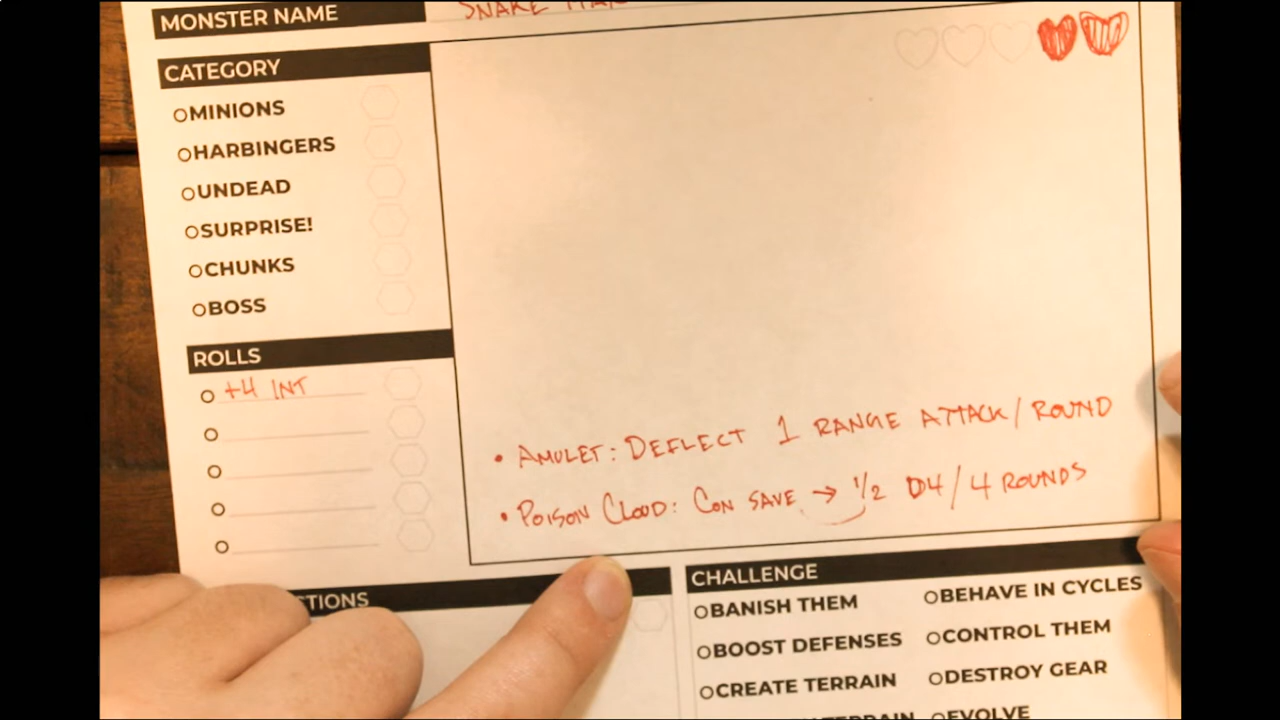 MONSTER NAME
SNAKE
CATEGORY
MINIONS
HARBINGERS
UNDEAD
SURPRISE!
CHUNKS
BOSS
ROLLS
+4 INT
• AMULET: DEFLECT 1 RANGE ATTACK/ROUND
• POISON CLOUD: CON SAVE → 1/2 D4/4 ROUNDS
CHALLENGE
BANISH THEM
BOOST DEFENSES
CREATE TERRAIN
BEHAVE IN CYCLES
CONTROL THEM
DESTROY GEAR
EVOLVE